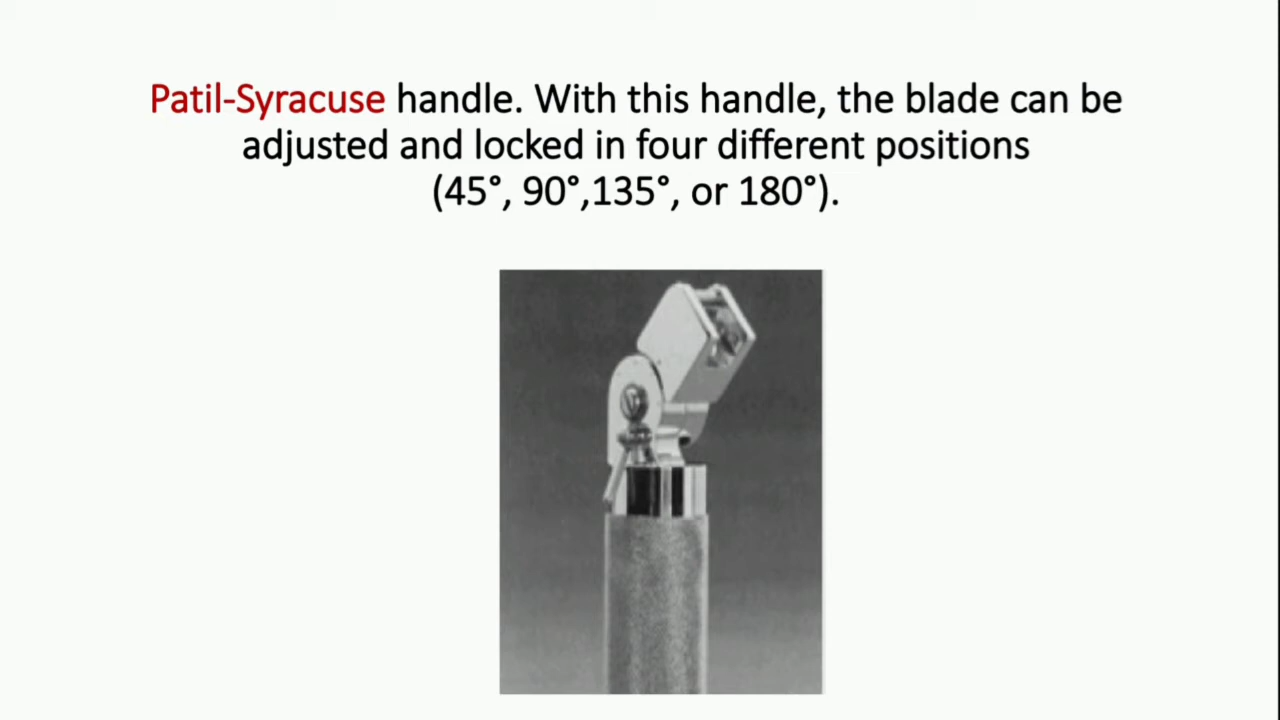 Patil-Syracuse handle. With this handle, the blade can be
adjusted and locked in four different positions
(45°, 90°,135°, or 180°).